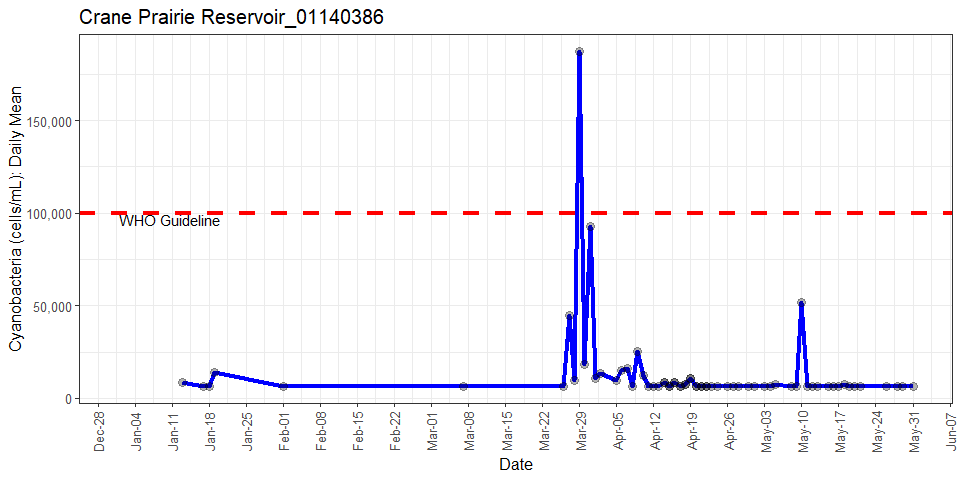 Crane Prairie Reservoir_01140386
Cyanobacteria (cells/mL): Daily Mean
150,000
100,000
50,000
0
WHO Guideline
Dec-28
Jan-04
Jan-11
Jan-18
Jan-25
Feb-01
Feb-08
Feb-15
Feb-22
Mar-01
Mar-08
Mar-15
Mar-22
Mar-29
Apr-05
Apr-12
Apr-19
Apr-26
May-03
May-10
May-17
May-24
May-31
Jun-07
Date